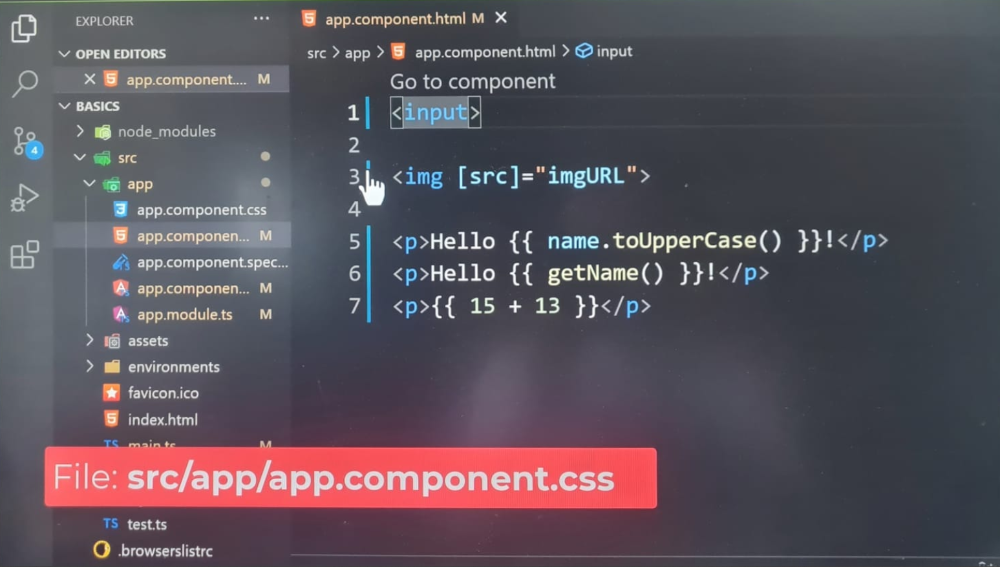 EXPLORER ...
OPEN EDITORS
app.component.... M
BASICS
node_modules
src
app
app.component.css
app.componen... M
app.component.spec...
app.componen... M
app.module.ts M
assets
environments
favicon.ico
index.html
main.ts M
test.ts
.browserslistrc
4
app.component.html M
src > app > app.component.html > input
Go to component
1 <input>
2
3 <img [src]="imgURL">
4
5 <p>Hello {{ name.toUpperCase() }}!</p>
6 <p>Hello {{ getName() }}!</p>
7 <p>{{ 15 + 13 }}</p>
File: src/app/app.component.css